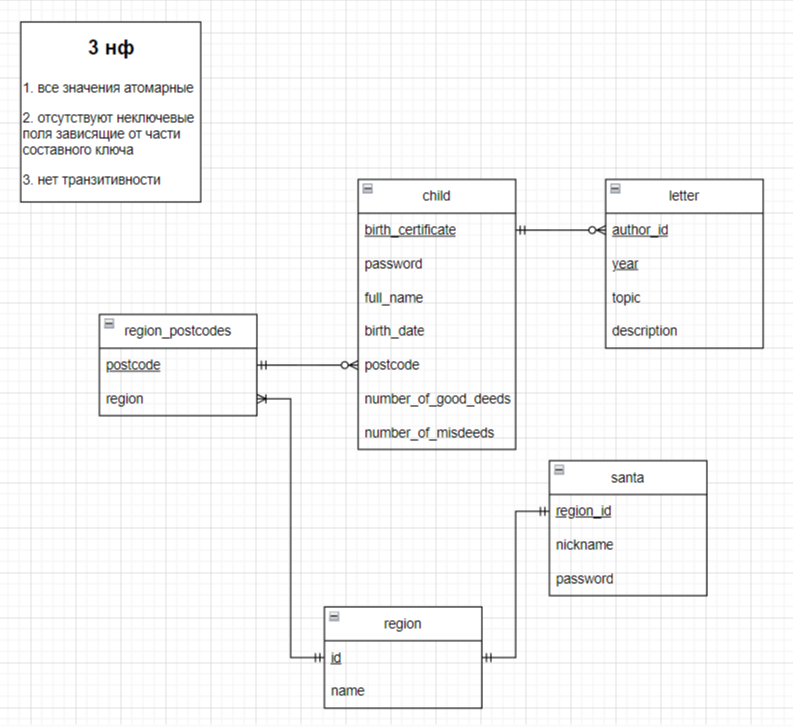 3 нф
1. все значения атомарные
2. отсутствуют неключевые
поля зависящие от части
составного ключа
3. нет транзитивности
child
birth_certificate
password
full_name
birth_date
postcode
number_of_good_deeds
number_of_misdeeds
letter
author_id
year
topic
description
region_postcodes
postcode
region
santa
region_id
nickname
password
region
id
name